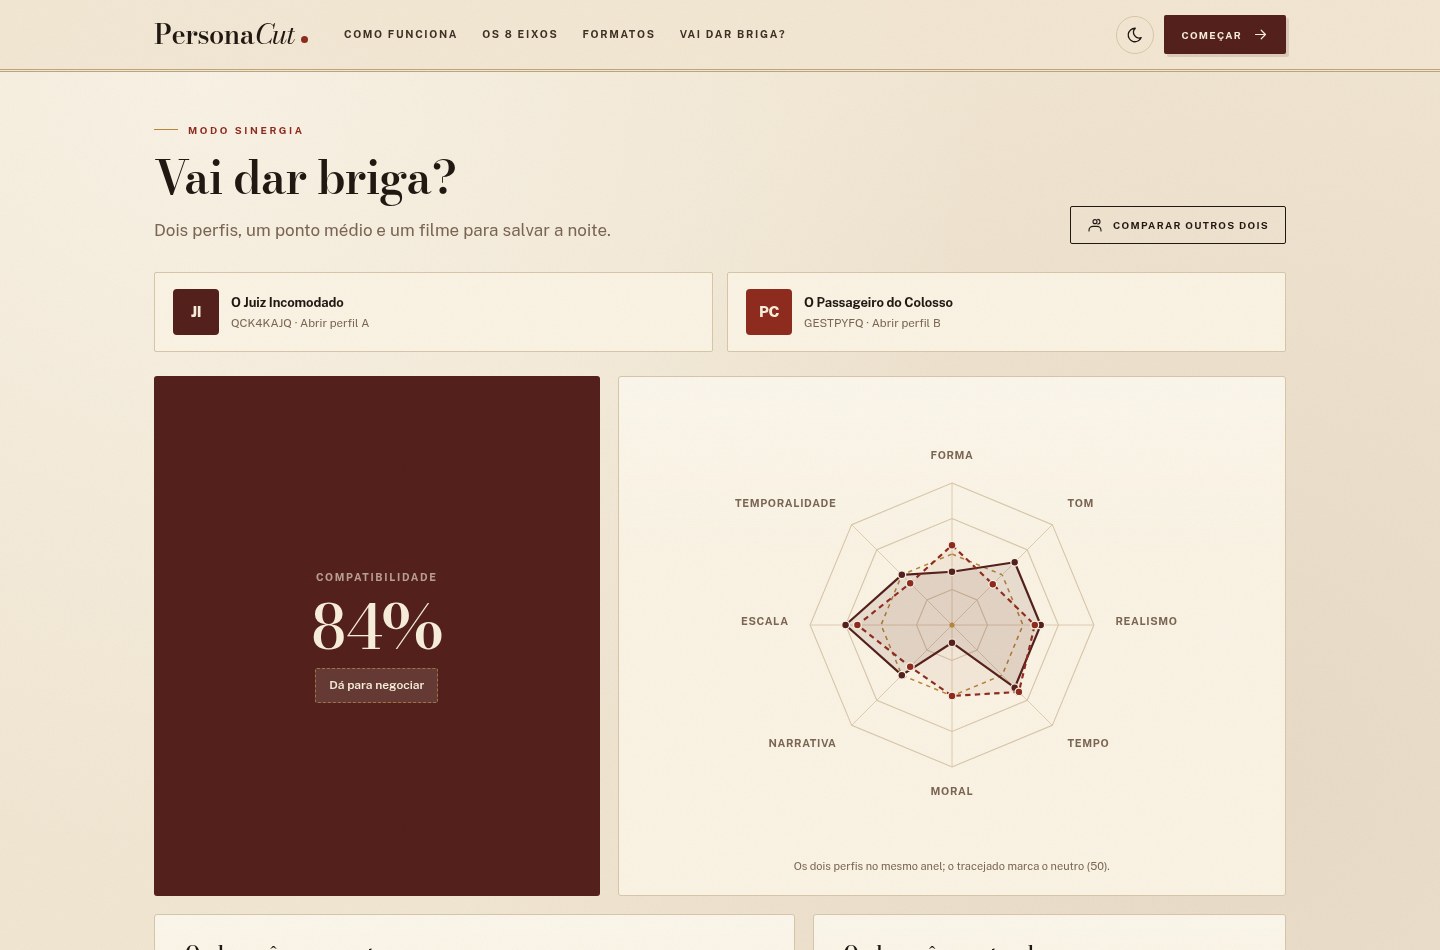 PersonaCut
COMO FUNCIONA
OS 8 EIXOS
FORMATOS
VAI DAR BRIGA?
COMEÇAR
MODO SINERGIA
Vai dar briga?
Dois perfis, um ponto médio e um filme para salvar a noite.
COMPARAR OUTROS DOIS
JI
O Juiz Incomodado
QCK4KAJQ · Abrir perfil A
PC
O Passageiro do Colosso
GESTPYFQ · Abrir perfil B
COMPATIBILIDADE
84%
Dá para negociar
FORMA
TEMPORALIDADE
TOM
ESCALA
REALISMO
NARRATIVA
TEMPO
MORAL
Os dois perfis no mesmo anel; o tracejado marca o neutro (50).